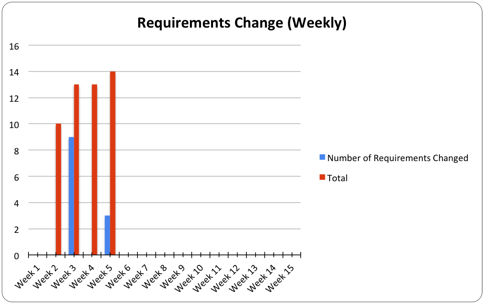 Requirements Change (Weekly)
16
14
12
10
8
6
4
2
0
Week 1
Week 2
Week 3
Week 4
Week 5
Week 6
Week 7
Week 8
Week 9
Week 10
Week 11
Week 12
Week 13
Week 14
Week 15
Number of Requirements Changed
Total